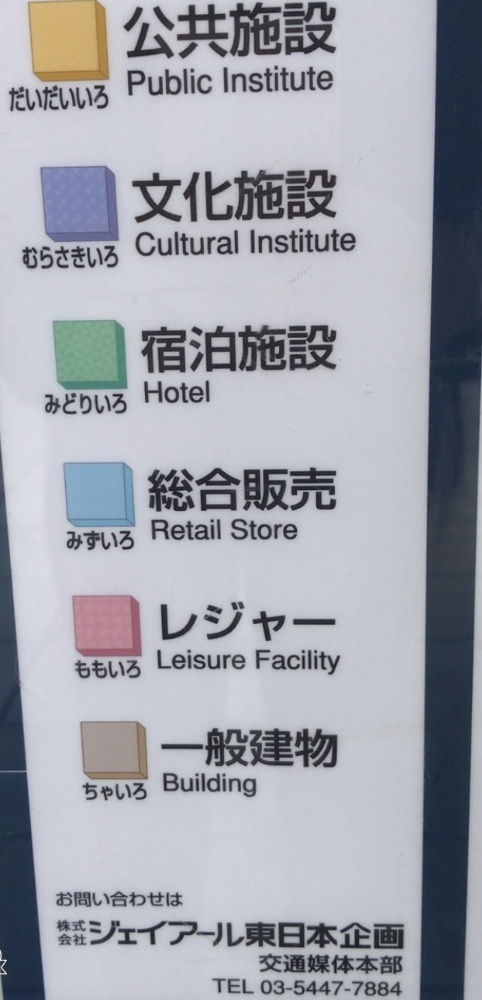 公共施設
Public Institute
だいだいいろ
文化施設
Cultural Institute
むらさきいろ
宿泊施設
Hotel
みどりいろ
総合販売
Retail Store
みずいろ
レジャー
Leisure Facility
ももいろ
一般建物
Building
ちゃいろ
お問い合わせは
株式会社ジェイアール東日本企画
交通媒体本部
TEL 03-5447-7884